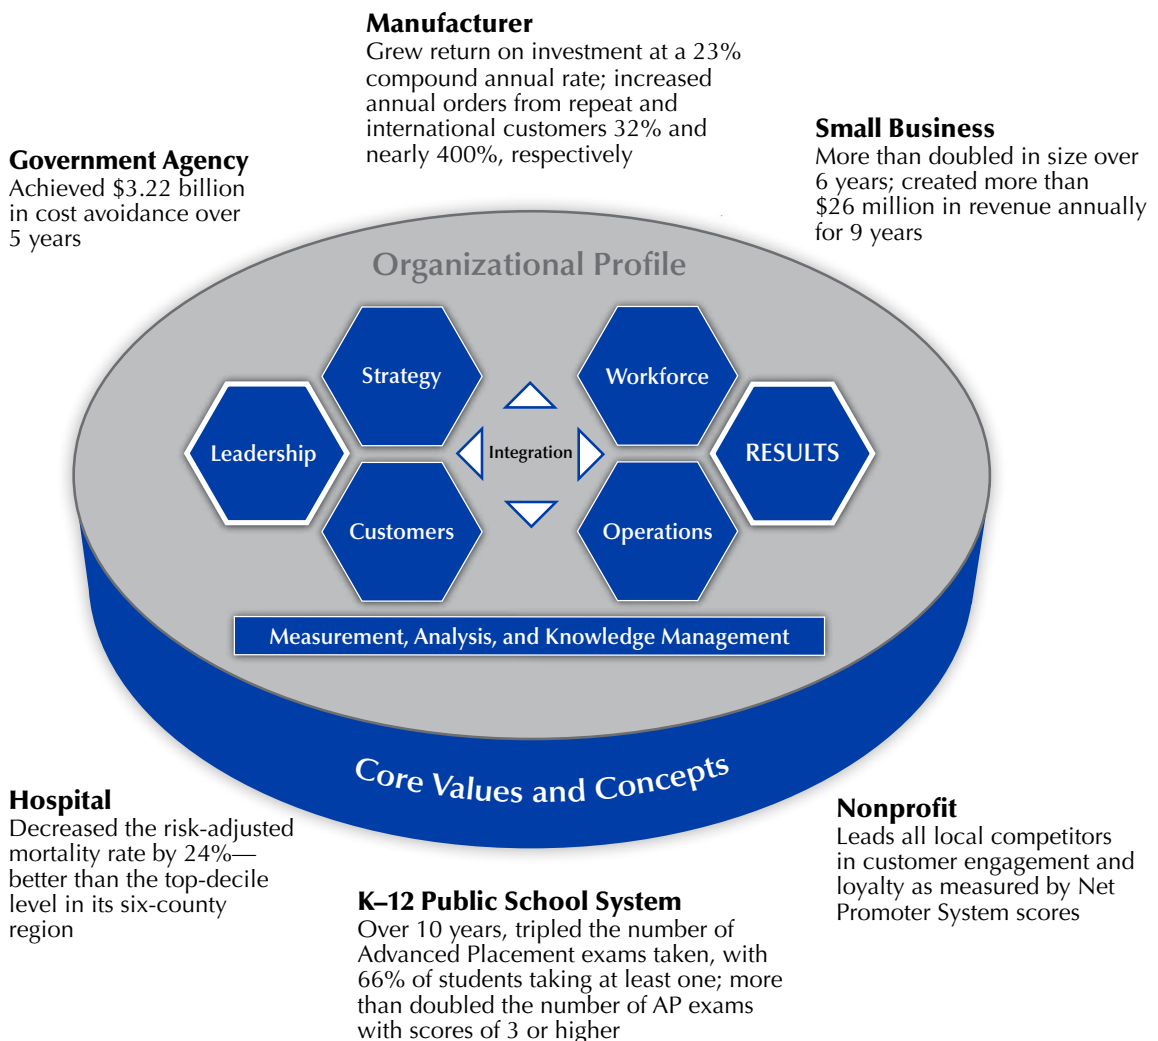 Manufacturer
Grew return on investment at a 23%
compound annual rate; increased
annual orders from repeat and
international customers 32% and
nearly 400%, respectively
Small Business
More than doubled in size over
6 years; created more than
$26 million in revenue annually
for 9 years
Government Agency
Achieved $3.22 billion
in cost avoidance over
5 years
Organizational Profile
Strategy
Workforce
Leadership
Integration
RESULTS
Customers
Operations
Measurement, Analysis, and Knowledge Management
Core Values and Concepts
Hospital
Decreased the risk-adjusted
mortality rate by 24%—
better than the top-decile
level in its six-county
region
Nonprofit
Leads all local competitors
in customer engagement and
loyalty as measured by Net
Promoter System scores
K–12 Public School System
Over 10 years, tripled the number of
Advanced Placement exams taken, with
66% of students taking at least one; more
than doubled the number of AP exams
with scores of 3 or higher